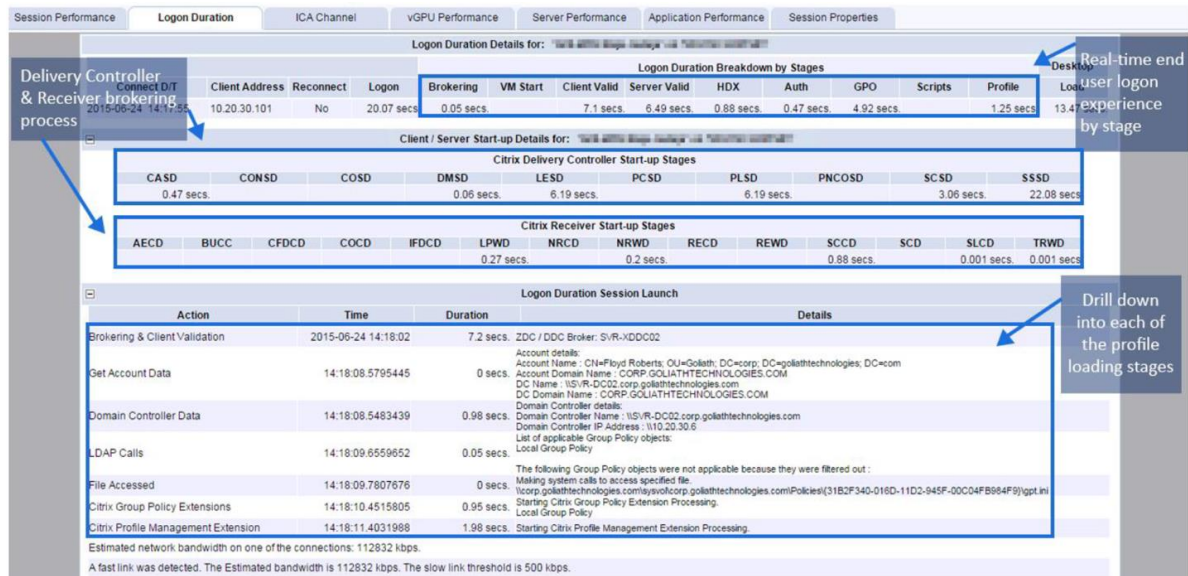 Session Performance Logon Duration ICA Channel vGPU Performance Server Performance Application Performance Session Properties
Logon Duration Details for:
Logon Duration Breakdown by Stages Desktop
Connect D/T Client Address Reconnect Logon Brokering VM Start Client Valid Server Valid HDX Auth GPO Scripts Profile Load
2015-06-24 14:17:55 10.20.30.101 No 20.07 secs 0.05 secs. 7.1 secs. 6.49 secs. 0.88 secs. 0.47 secs. 4.92 secs. 1.25 secs. 13.47
Delivery Controller
& Receiver brokering
process
Real-time end
user logon
experience
by stage
Client / Server Start-up Details for:
Citrix Delivery Controller Start-up Stages
CASD CONSD COSD DMSD LESD PCSD PLSD PNCOSD SCSD SSSD
0.47 secs. 0.06 secs. 6.19 secs. 6.19 secs. 3.06 secs. 22.08 secs.
Citrix Receiver Start-up Stages
AECD BUCC CFDCD COCD IFDCD LPWD NRCD NRWD RECD REWD SCCD SCD SLCD TRWD
0.27 secs. 0.2 secs. 0.88 secs. 0.001 secs. 0.001 secs
Logon Duration Session Launch
Drill down
into each of
the profile
loading stages
Action Time Duration Details
Brokering & Client Validation 2015-06-24 14:18:02 7.2 secs. ZDC / DDC Broker: SVR-XDDC02
Account details:
Account Name : CN=Floyd Roberts; OU=Goliath; DC=corp; DC=goliathtechnologies; DC=com
Get Account Data 14:18:08.5795445 0 secs. Account Domain Name : CORP.GOLIATHTECHNOLOGIES.COM
DC Name : \\SVR-DC02.corp.goliathtechnologies.com
DC Domain Name : CORP.GOLIATHTECHNOLOGIES.COM
Domain Controller details:
Domain Controller Data 14:18:08.5483439 0.98 secs. Domain Controller Name : \\SVR-DC02.corp.goliathtechnologies.com
Domain Controller IP Address : \\10.20.30.6
List of applicable Group Policy objects:
LDAP Calls 14:18:09.6559652 0.05 secs. Local Group Policy
The following Group Policy objects were not applicable because they were filtered out :
File Accessed 14:18:09.7807676 0 secs. Making system calls to access specified file.
\\corp.goliathtechnologies.com\sysvol\corp.goliathtechnologies.com\Policies\{31B2F340-016D-11D2-945F-00C04FB984F9}\gpt.ini
Citrix Group Policy Extensions 14:18:10.4515805 0.95 secs. Starting Citrix Group Policy Extension Processing.
Local Group Policy
Citrix Profile Management Extension 14:18:11.4031988 1.98 secs. Starting Citrix Profile Management Extension Processing.
Estimated network bandwidth on one of the connections: 112832 kbps.
A fast link was detected. The Estimated bandwidth is 112832 kbps. The slow link threshold is 500 kbps.